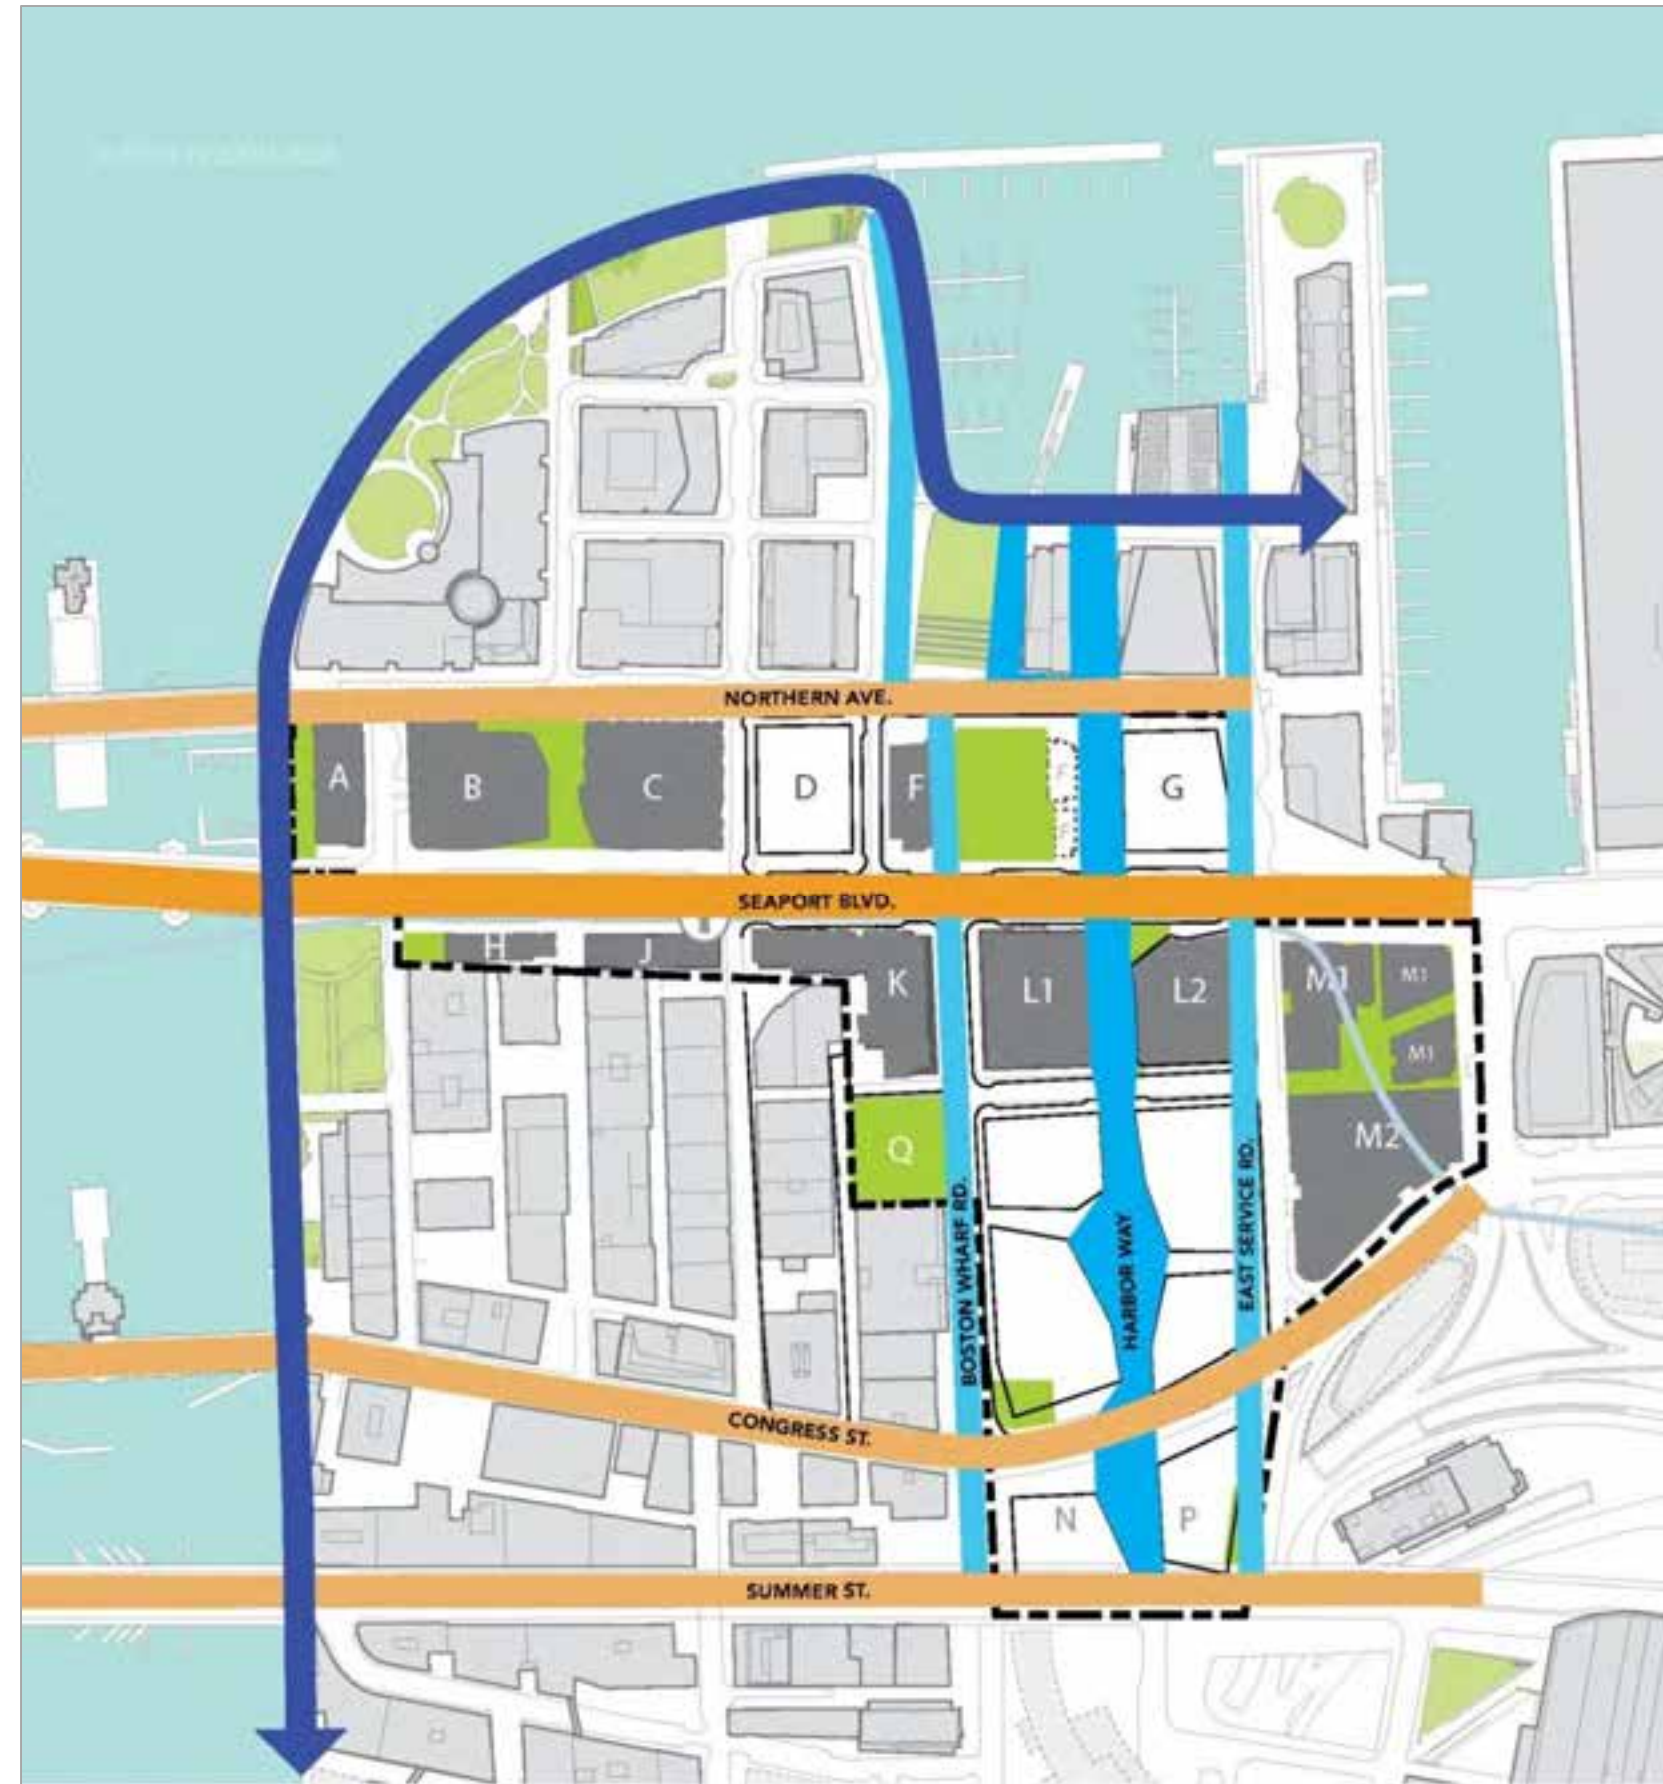 NORTHERN AVE.
A
B
C
D
F
G
SEAPORT BLVD.
H
J
K
L1
L2
M1
M1
M1
M2
Q
BOSTON WHARF RD.
HARBOR WAY
EAST SERVICE RD.
CONGRESS ST.
N
P
SUMMER ST.